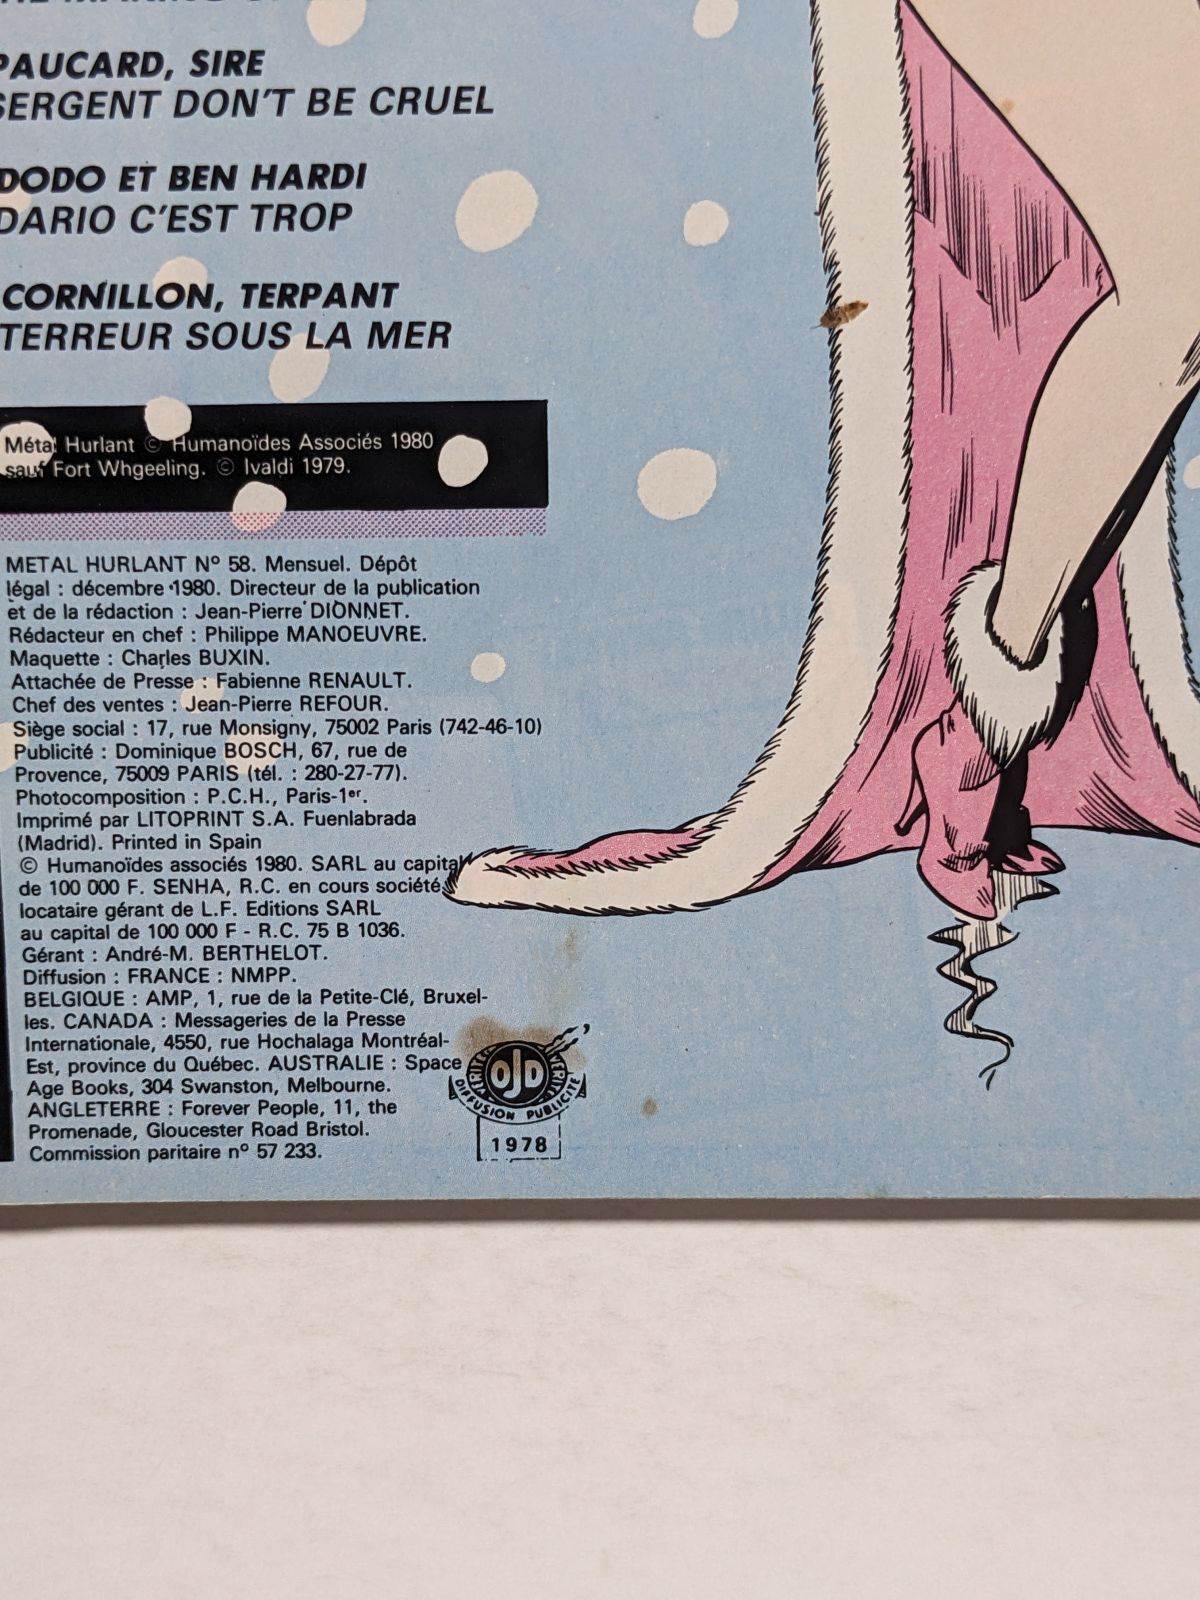 PAUCARD, SIRE
SERGENT DON'T BE CRUEL
DODO ET BEN HARDI
DARIO C'EST TROP
CORNILLON, TERPANT
TERREUR SOUS LA MER
Métal Hurlant © Humanoïdes Associés 1980
sauf Fort Whgeeling. © Ivaldi 1979.
METAL HURLANT Nº 58. Mensuel. Dépôt
légal : décembre 1980. Directeur de la publication
et de la rédaction : Jean-Pierre DIONNET.
Rédacteur en chef : Philippe MANOEUVRE.
Maquette : Charles BUXIN.
Attachée de Presse : Fabienne RENAULT.
Chef des ventes : Jean-Pierre REFOUR.
Siège social : 17, rue Monsigny, 75002 Paris (742-46-10)
Publicité : Dominique BOSCH, 67, rue de
Provence, 75009 PARIS (tél. : 280-27-77).
Photocomposition : P.C.H., Paris-1er.
Imprimé par LITOPRINT S.A. Fuenlabrada
(Madrid). Printed in Spain
© Humanoïdes associés 1980. SARL au capital
de 100 000 F. SENHA, R.C. en cours société
locataire gérant de L.F. Editions SARL
au capital de 100 000 F - R.C. 75 B 1036.
Gérant : André-M. BERTHELOT.
Diffusion : FRANCE : NMPP.
BELGIQUE : AMP, 1, rue de la Petite-Clé, Bruxel-
les. CANADA : Messageries de la Presse
Internationale, 4550, rue Hochalaga Montréal-
Est, province du Québec. AUSTRALIE : Space
Age Books, 304 Swanston, Melbourne.
ANGLETERRE : Forever People, 11, the
Promenade, Gloucester Road Bristol.
Commission paritaire nº 57 233.
OJD
DIFFUSION PUBLICITÉ
1978